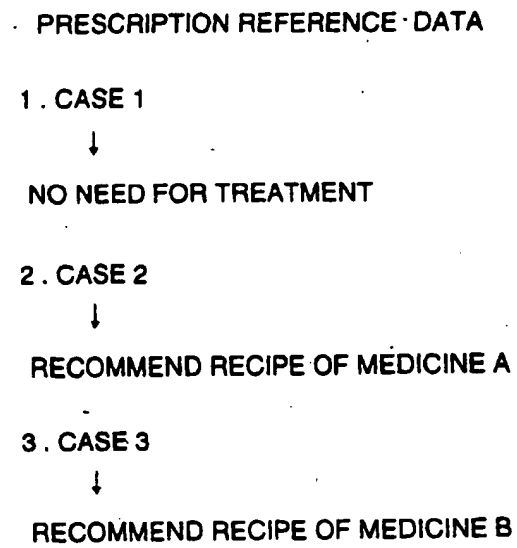 PRESCRIPTION REFERENCE DATA
1 . CASE 1
↓
NO NEED FOR TREATMENT
2 . CASE 2
↓
RECOMMEND RECIPE OF MEDICINE A
3 . CASE 3
↓
RECOMMEND RECIPE OF MEDICINE B